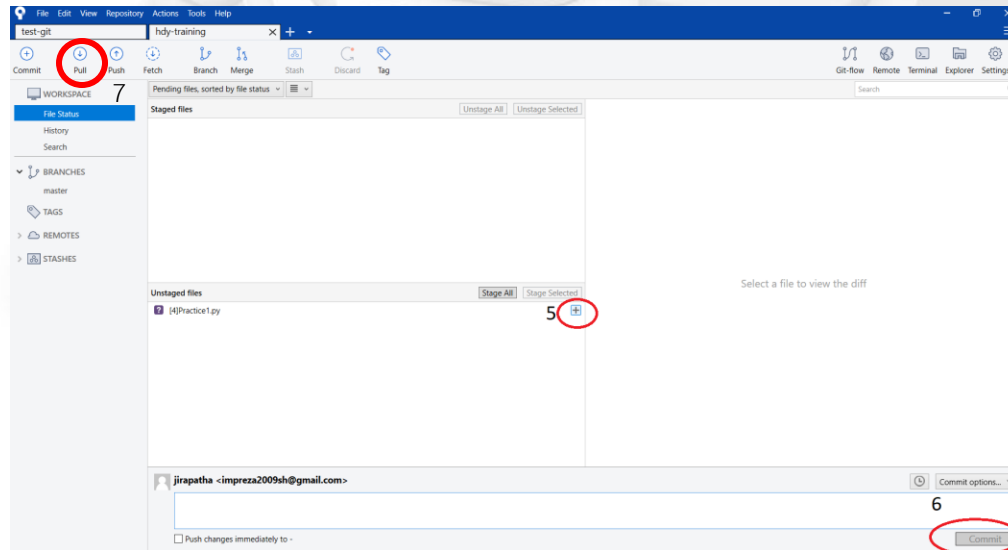 File Edit View Repository Actions Tools Help
test-git
hdy-training
Commit Pull Push Fetch Branch Merge Stash Discard Tag
Git-flow Remote Terminal Explorer Settings
7
WORKSPACE
File Status
History
Search
BRANCHES
master
TAGS
REMOTES
STASHES
Pending files, sorted by file status
Search
Staged files
Unstage All Unstage Selected
Unstaged files
Stage All Stage Selected
[4]Practice1.py
5
Select a file to view the diff
jirapatha <impreza2009sh@gmail.com>
Commit options...
6
Push changes immediately to -
Commit